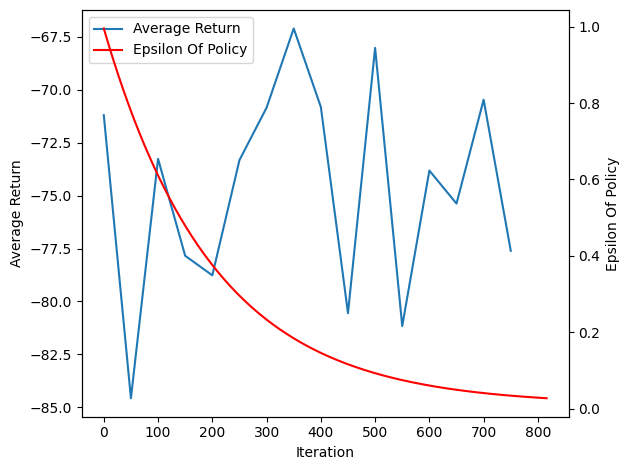 Average Return
Epsilon Of Policy
−67.5
−70.0
−72.5
−75.0
−77.5
−80.0
−82.5
−85.0
Average Return
1.0
0.8
0.6
0.4
0.2
0.0
Epsilon Of Policy
0 100 200 300 400 500 600 700 800
Iteration